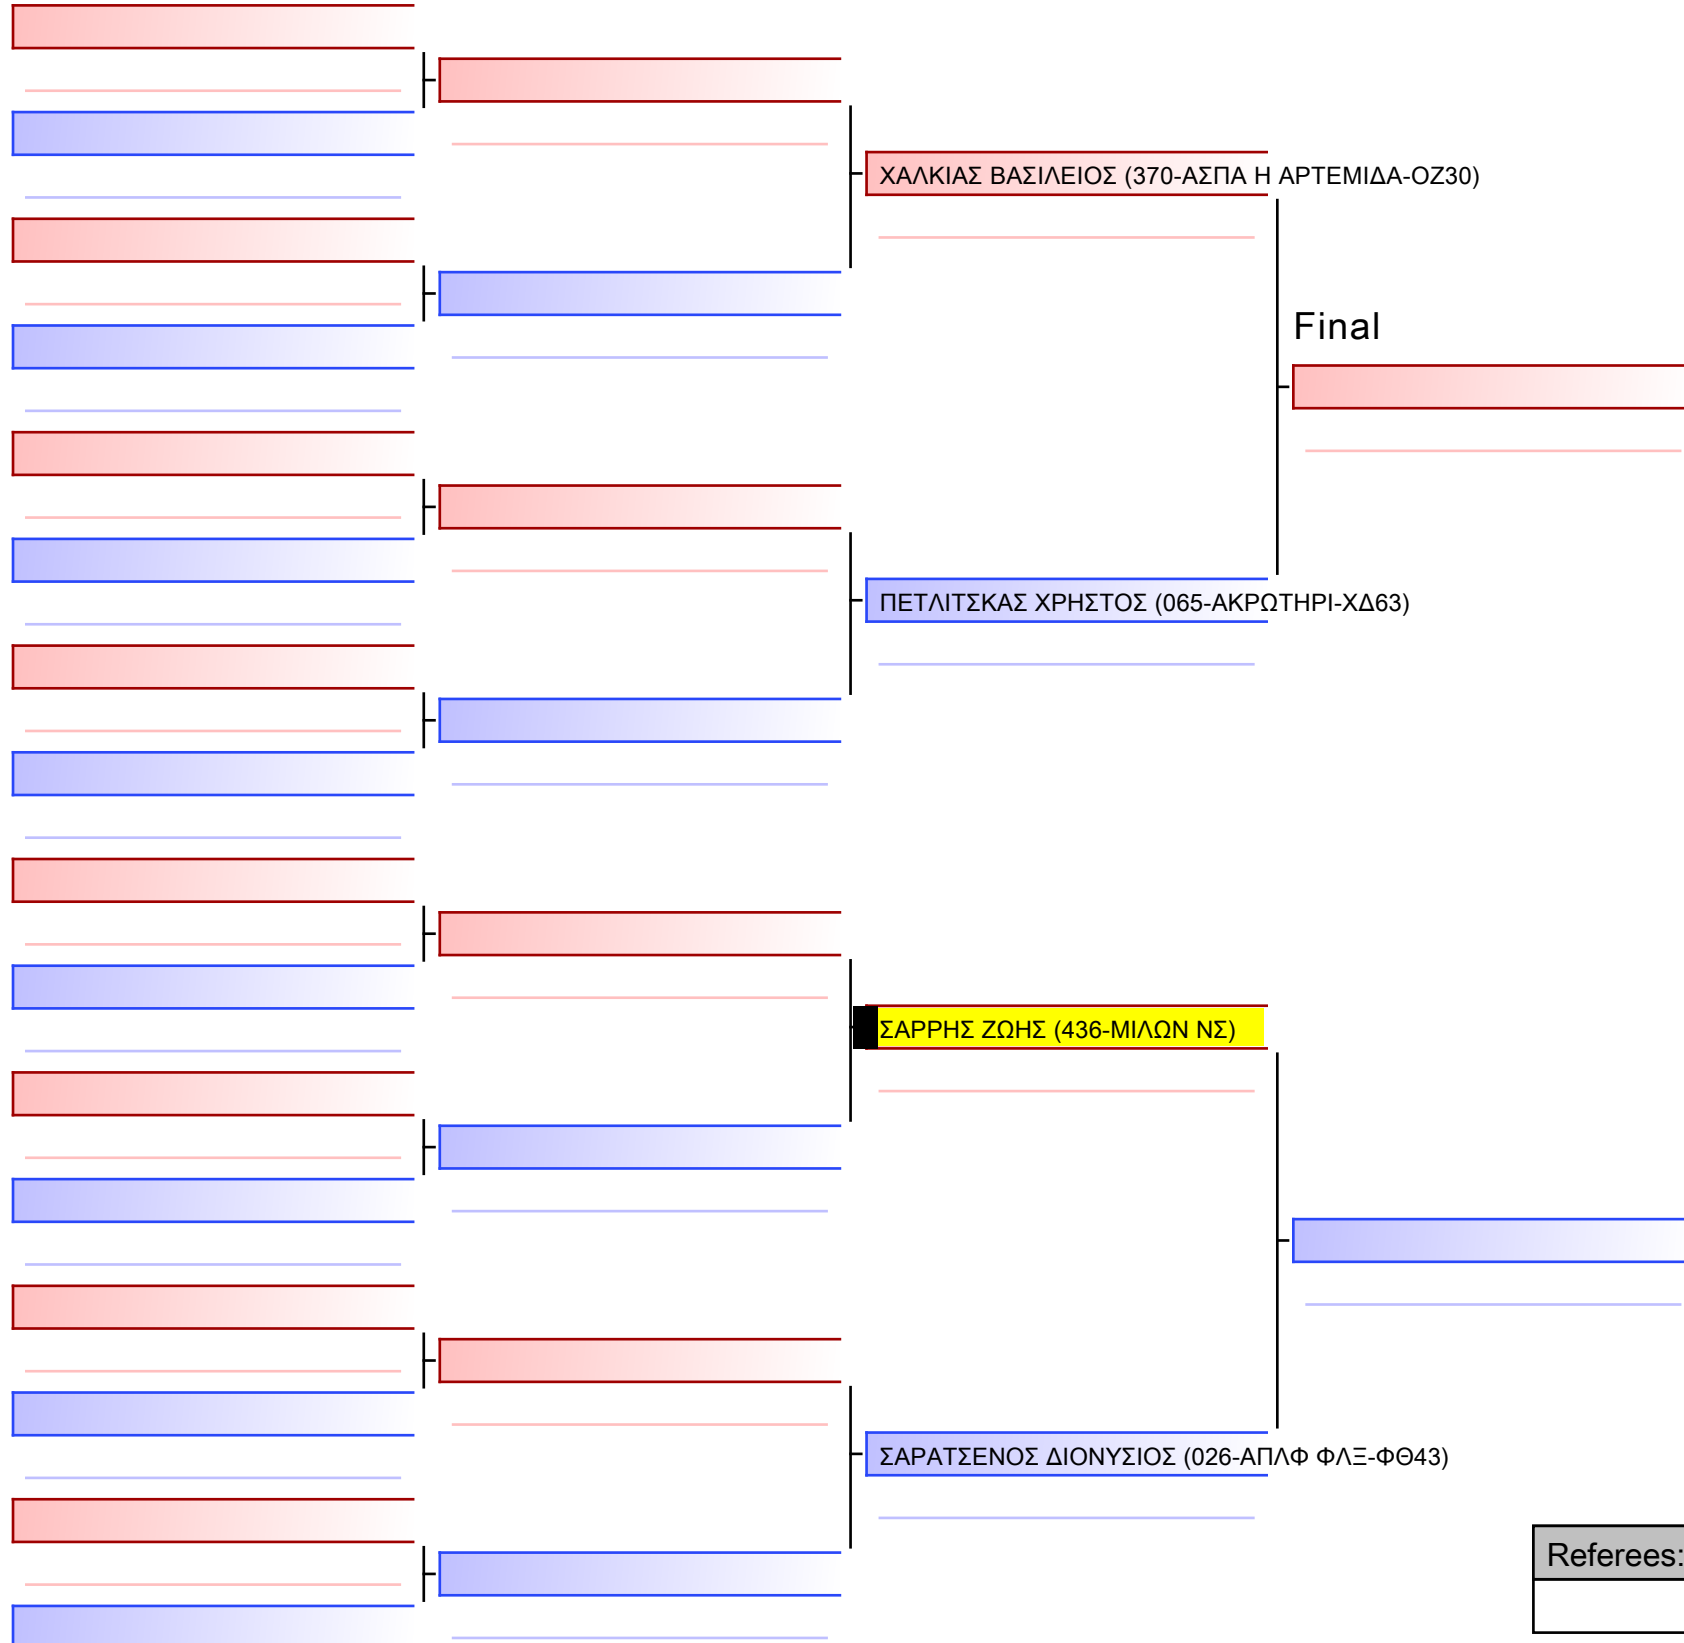 ΧΑΛΚΙΑΣ ΒΑΣΙΛΕΙΟΣ (370-ΑΣΠΑ Η ΑΡΤΕΜΙΔΑ-ΟΖ30)
Final
ΠΕΤΛΙΤΣΚΑΣ ΧΡΗΣΤΟΣ (065-ΑΚΡΩΤΗΡΙ-ΧΔ63)
ΣΑΡΡΗΣ ΖΩΗΣ (436-ΜΙΛΩΝ ΝΣ)
ΣΑΡΑΤΣΕΝΟΣ ΔΙΟΝΥΣΙΟΣ (026-ΑΠΛΦ ΦΛΞ-ΦΘ43)
Referees: